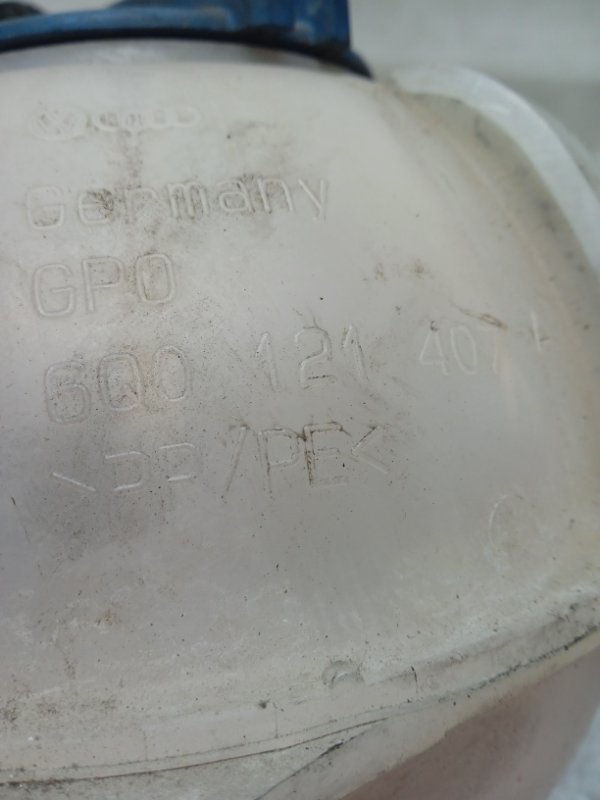 Germany
GPO
6Q0 121 407
>PP/PE<